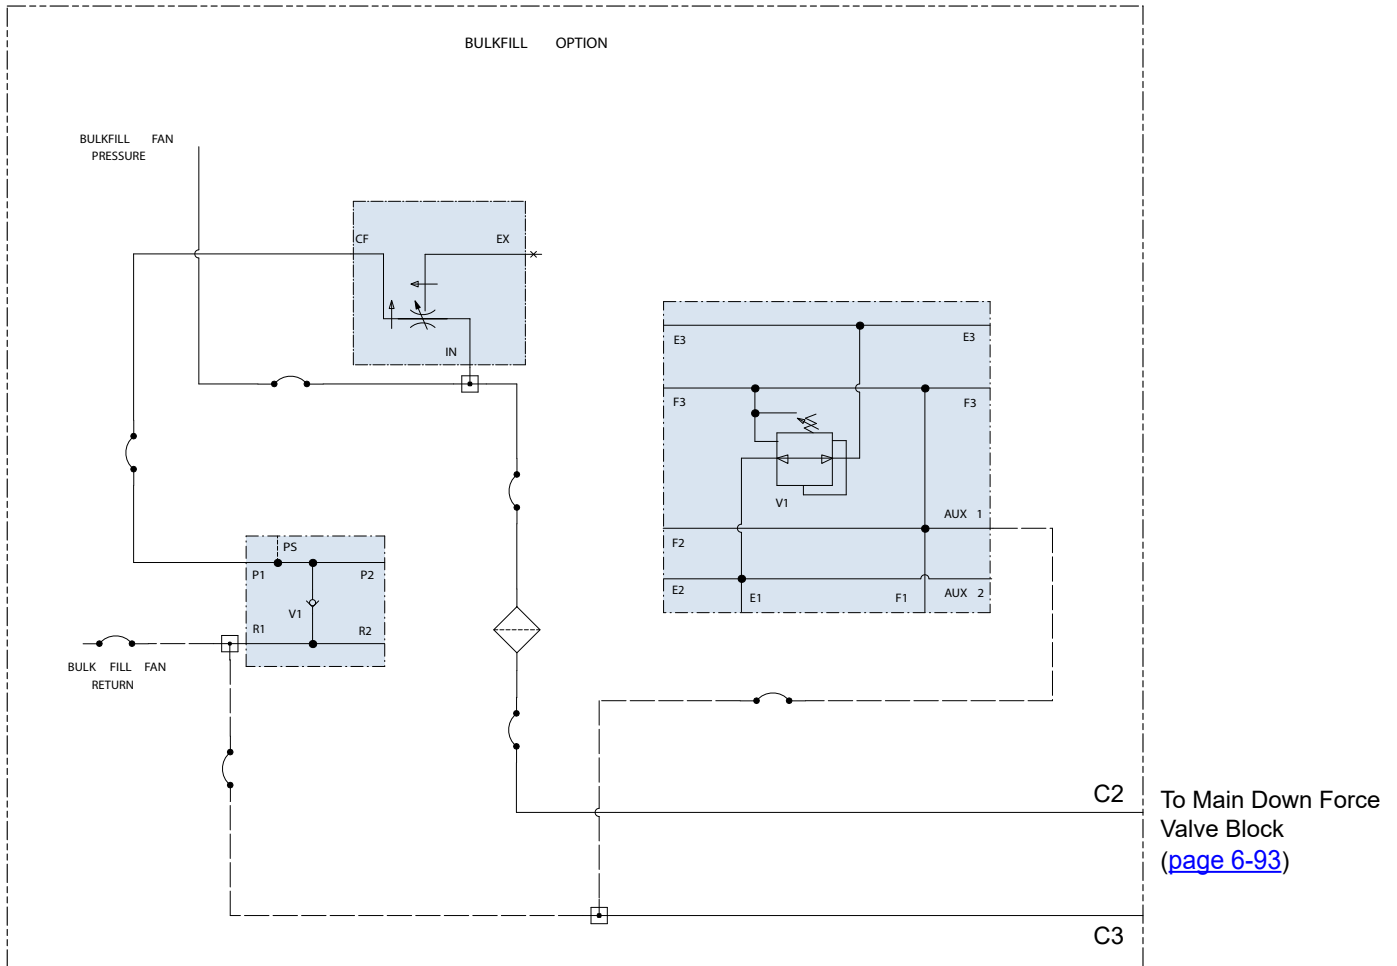 BULKFILL OPTION
BULKFILL FAN
PRESSURE
CF
EX
IN
E3
E3
F3
F3
V1
AUX 1
F2
E2
E1
F1
AUX 2
PS
P1
P2
V1
R1
R2
BULK FILL FAN
RETURN
C2
To Main Down Force
Valve Block
(page 6-93)
C3